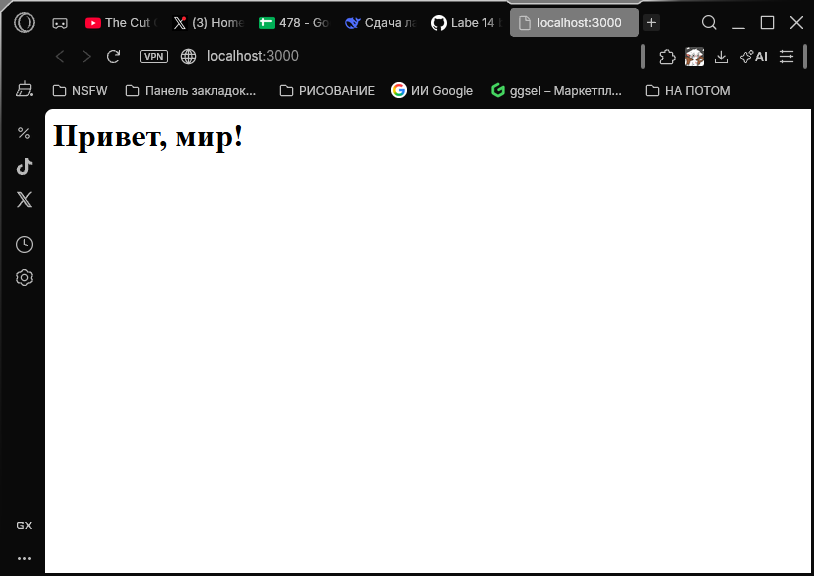 The Cut
(3) Home
478 - Go
Сдача ла
Labe 14
localhost:3000
VPN
localhost:3000
AI
NSFW
Панель закладок...
РИСОВАНИЕ
ИИ Google
ggsel – Маркетпл...
НА ПОТОМ
Привет, мир!
GX